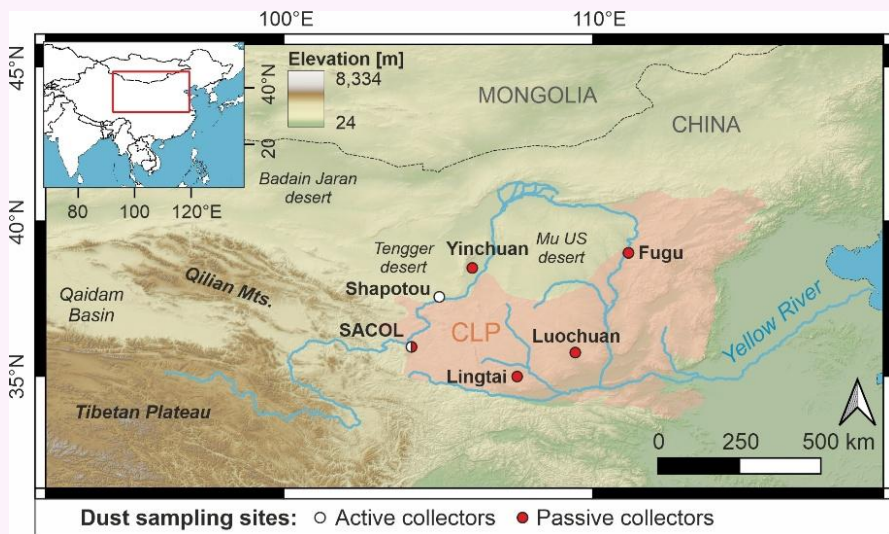 100°E 110°E
45°N
40°N
35°N
Elevation [m]
8,334
24
40°N
20
80 100 120°E
MONGOLIA
CHINA
Badain Jaran
desert
Tengger
desert
Yinchuan
Mu US
desert
Fugu
Qilian Mts.
Shapotou
Qaidam
Basin
SACOL
CLP
Luochuan
Yellow River
Lingtai
Tibetan Plateau
0 250 500 km
Dust sampling sites: Active collectors Passive collectors